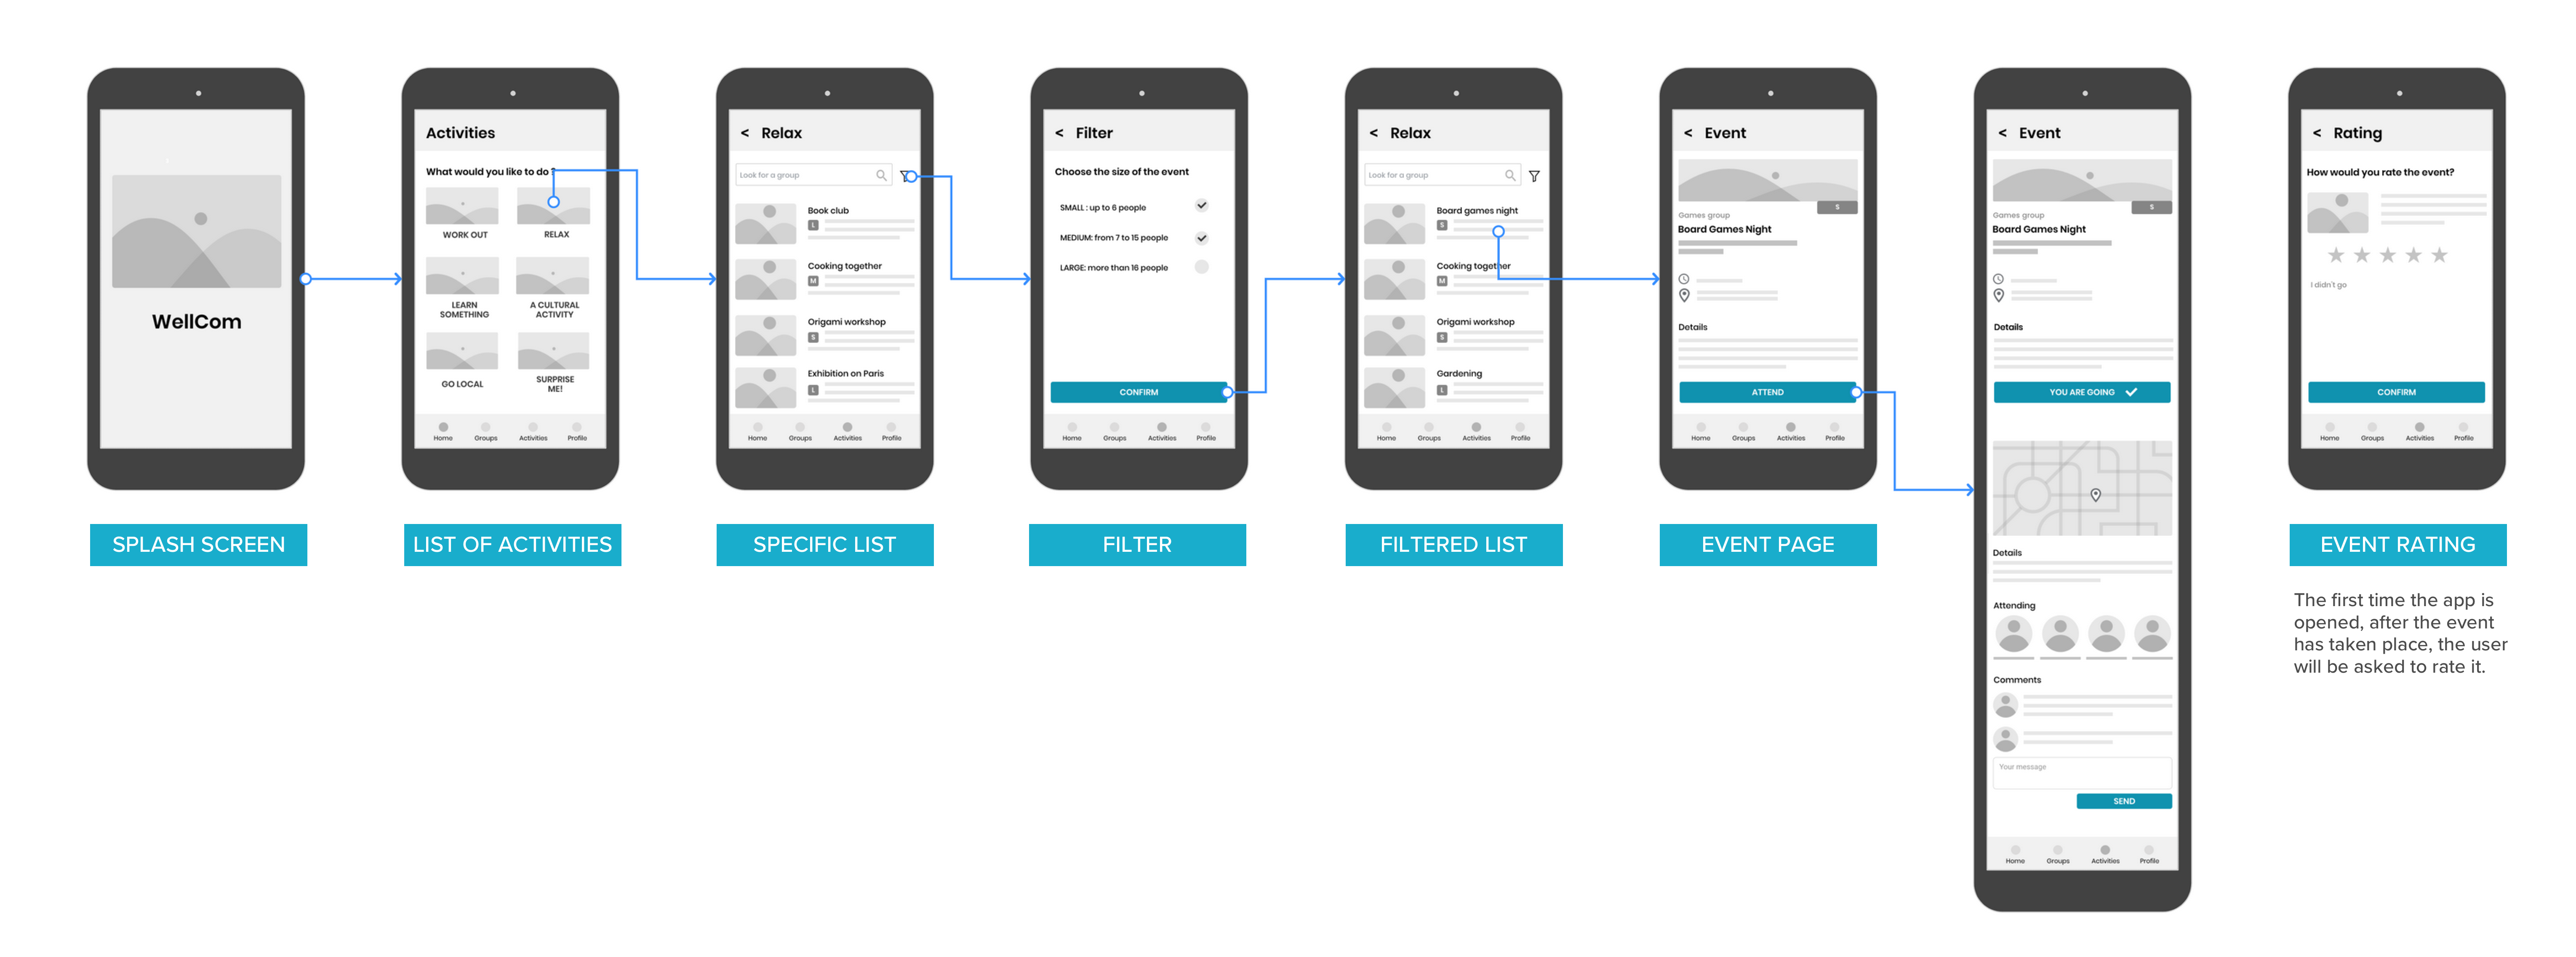 WellCom
SPLASH SCREEN
Activities
What would you like to do ?
WORK OUT
RELAX
LEARN
SOMETHING
A CULTURAL
ACTIVITY
GO LOCAL
SURPRISE
ME!
Home Groups Activities Profile
LIST OF ACTIVITIES
< Relax
Look for a group
Book club
L
Cooking together
M
Origami workshop
S
Exhibition on Paris
L
Home Groups Activities Profile
SPECIFIC LIST
< Filter
Choose the size of the event
SMALL : up to 6 people
MEDIUM: from 7 to 15 people
LARGE: more than 16 people
CONFIRM
Home Groups Activities Profile
FILTER
< Relax
Look for a group
Board games night
S
Cooking together
M
Origami workshop
S
Gardening
L
Home Groups Activities Profile
FILTERED LIST
< Event
S
Games group
Board Games Night
Details
ATTEND
Home Groups Activities Profile
EVENT PAGE
< Event
S
Games group
Board Games Night
Details
YOU ARE GOING
Details
Attending
Comments
Your message
SEND
Home Groups Activities Profile
< Rating
How would you rate the event?
I didn't go
CONFIRM
Home Groups Activities Profile
EVENT RATING
The first time the app is
opened, after the event
has taken place, the user
will be asked to rate it.